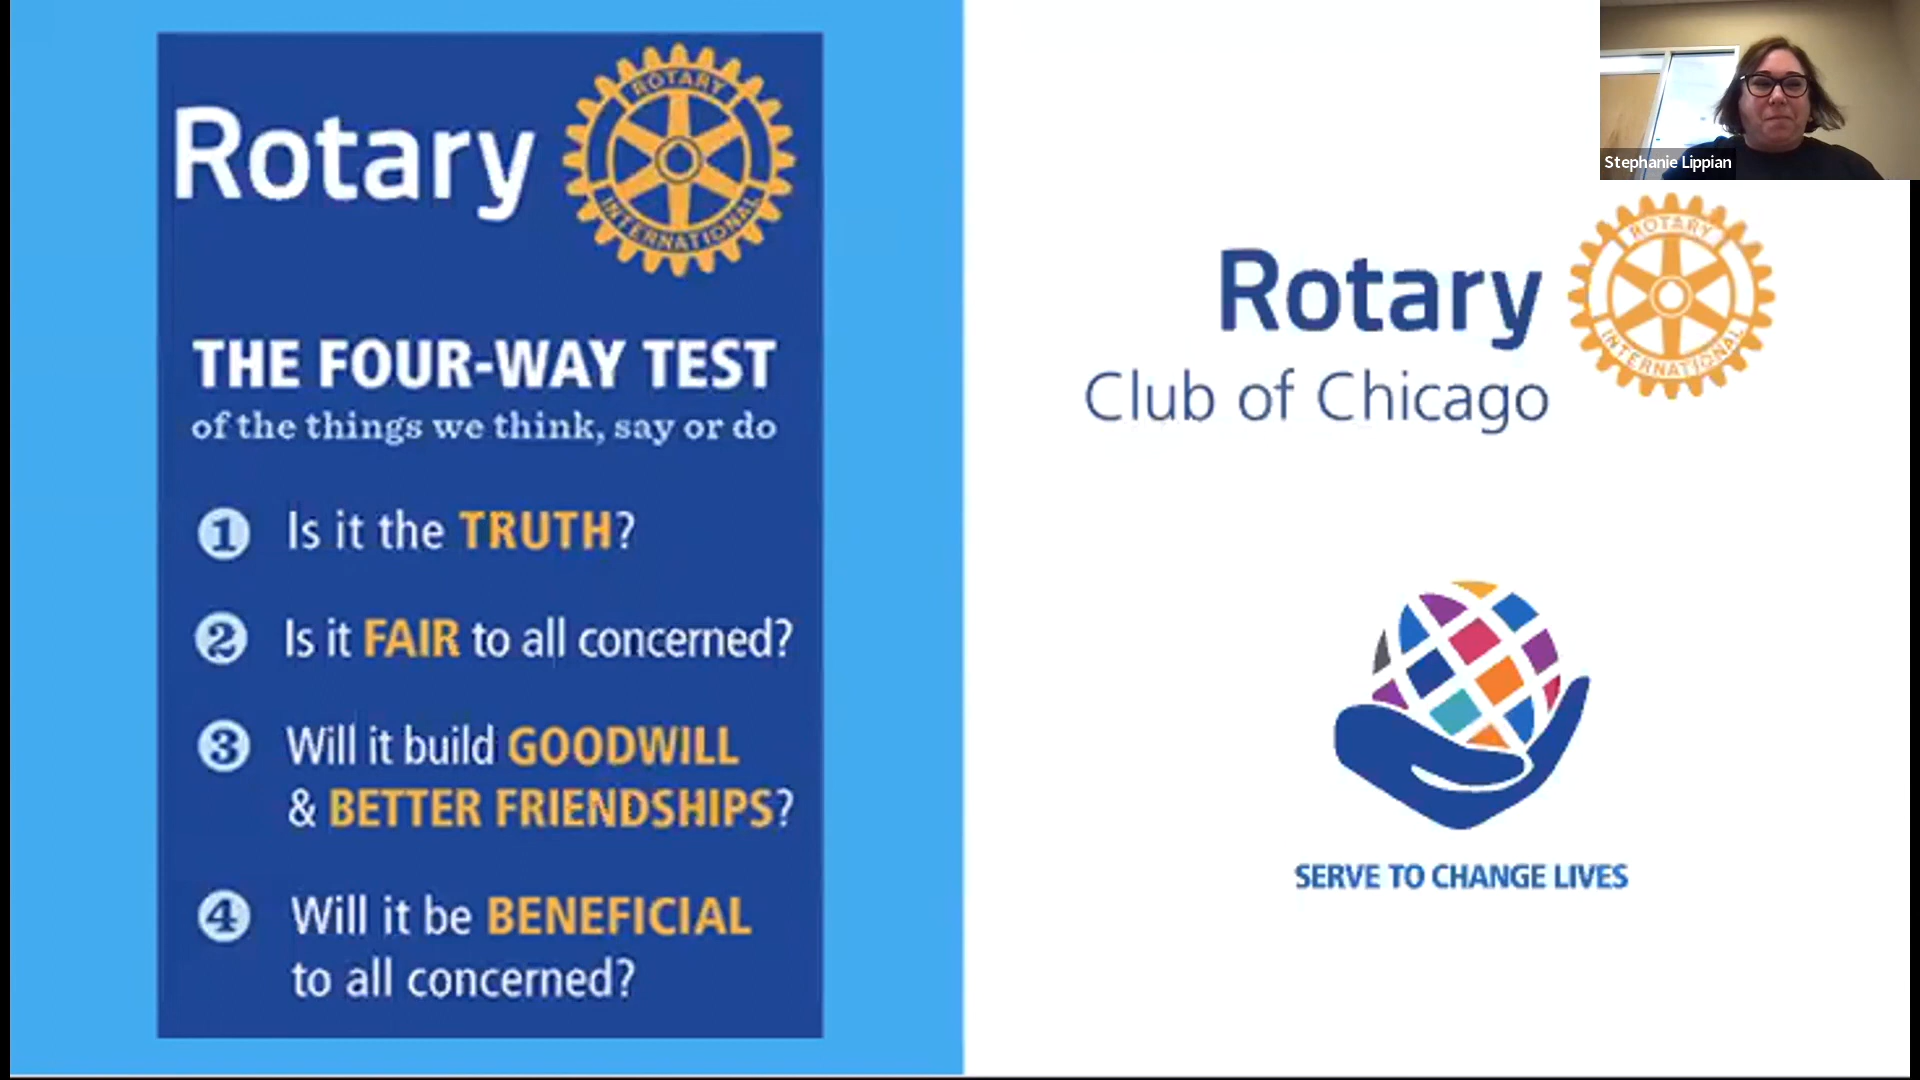 Rotary
ROTARY
INTERNATIONAL
THE FOUR-WAY TEST
of the things we think, say or do
1 Is it the TRUTH?
2 Is it FAIR to all concerned?
3 Will it build GOODWILL
& BETTER FRIENDSHIPS?
4 Will it be BENEFICIAL
to all concerned?
Stephanie Lippian
Rotary
Club of Chicago
ROTARY
INTERNATIONAL
SERVE TO CHANGE LIVES